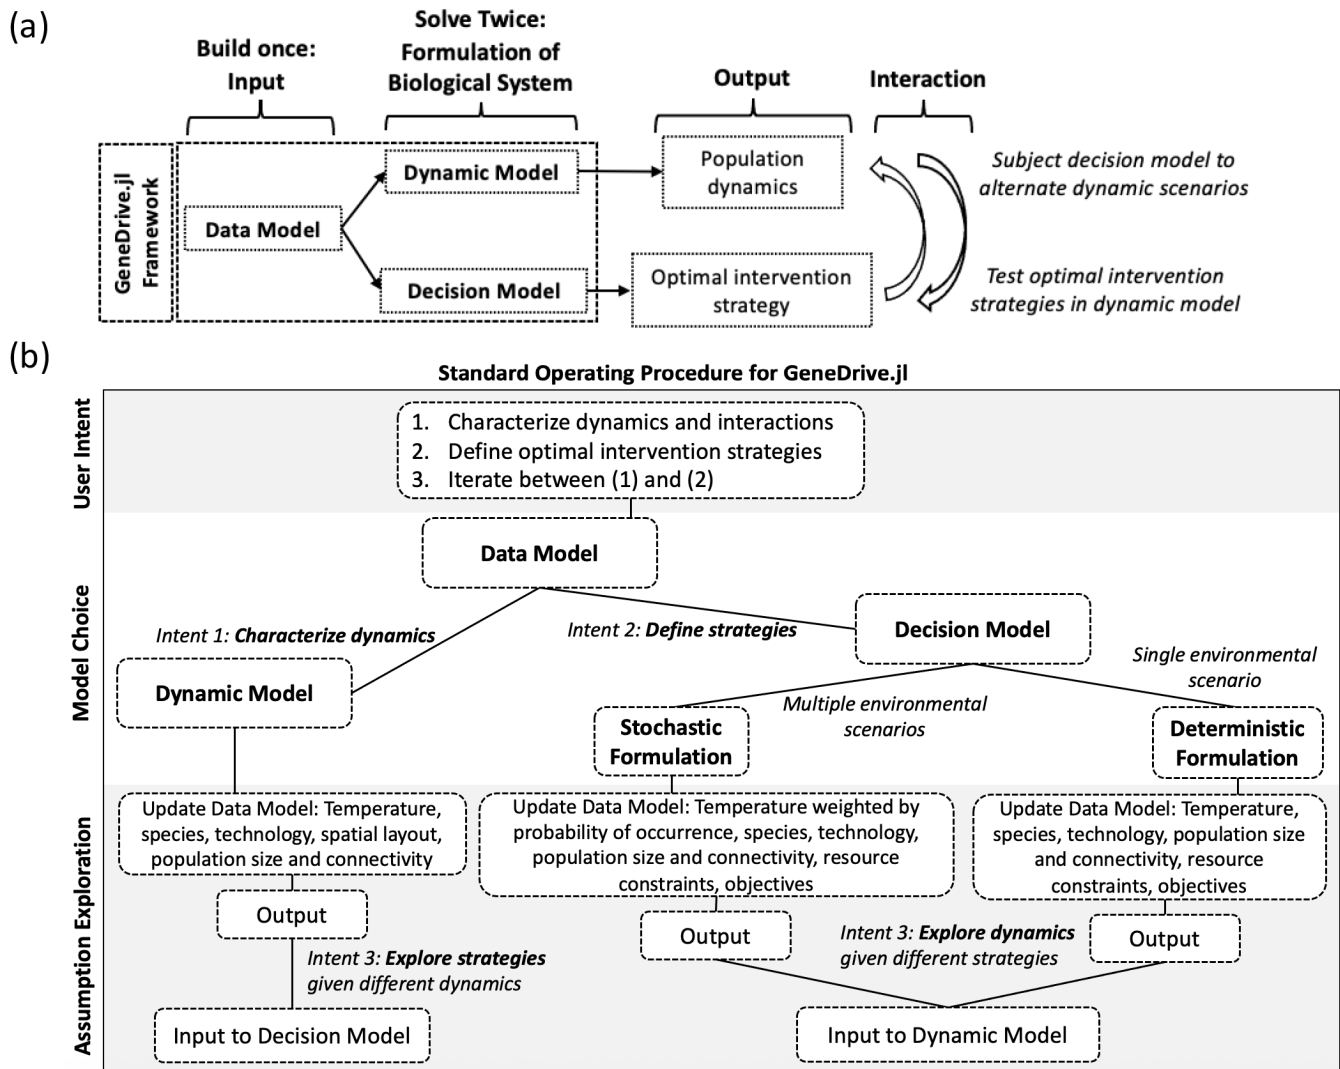 (a)
Build once:
Input
Solve Twice:
Formulation of
Biological System
Output
Interaction
GeneDrive.jl
Framework
Data Model
Dynamic Model
Decision Model
Population
dynamics
Optimal intervention
strategy
Subject decision model to
alternate dynamic scenarios
Test optimal intervention
strategies in dynamic model
(b)
Standard Operating Procedure for GeneDrive.jl
User Intent
1. Characterize dynamics and interactions
2. Define optimal intervention strategies
3. Iterate between (1) and (2)
Model Choice
Data Model
Intent 1: Characterize dynamics
Intent 2: Define strategies
Decision Model
Dynamic Model
Single environmental
scenario
Multiple environmental
scenarios
Stochastic
Formulation
Deterministic
Formulation
Assumption Exploration
Update Data Model: Temperature,
species, technology, spatial layout,
population size and connectivity
Update Data Model: Temperature weighted by
probability of occurrence, species, technology,
population size and connectivity, resource
constraints, objectives
Update Data Model: Temperature,
species, technology, population size
and connectivity, resource
constraints, objectives
Output
Output
Output
Intent 3: Explore strategies
given different dynamics
Intent 3: Explore dynamics
given different strategies
Input to Decision Model
Input to Dynamic Model